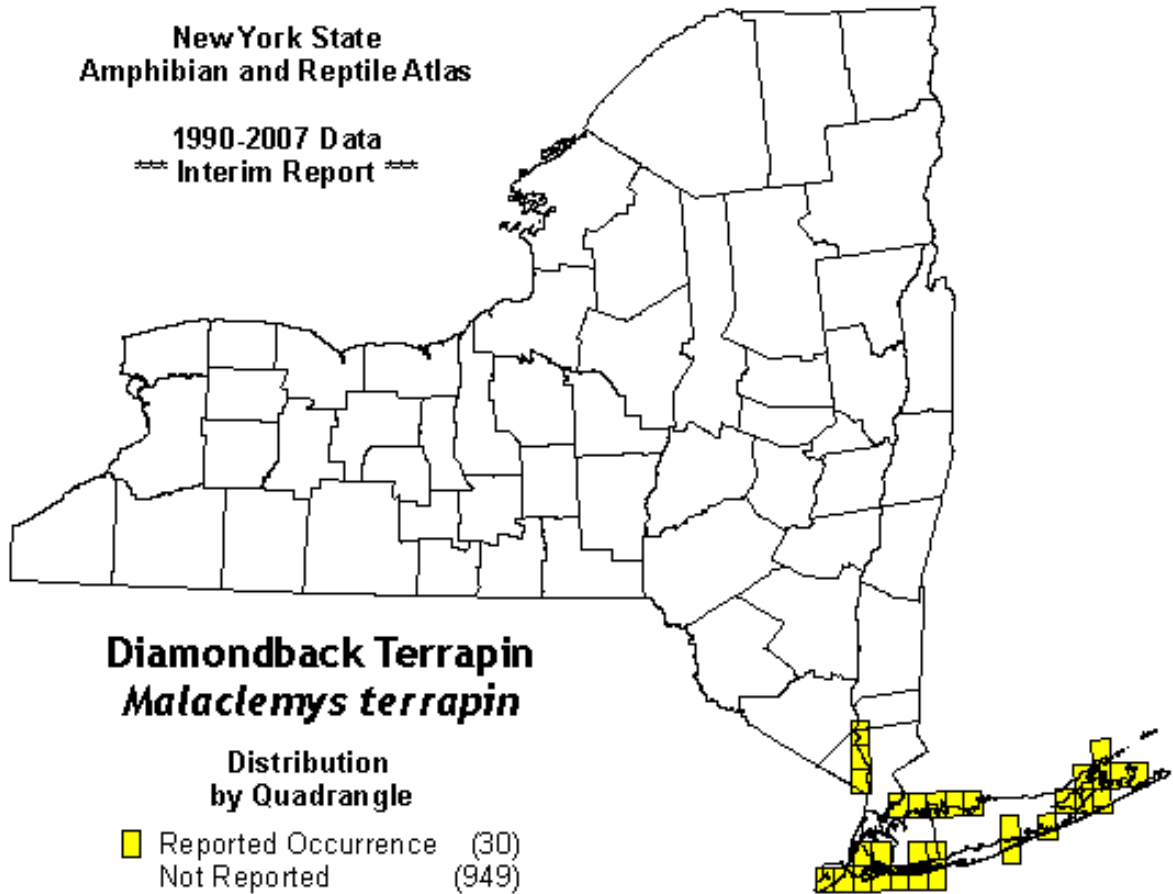 New York State
Amphibian and Reptile Atlas
1990-2007 Data
*** Interim Report ***
Diamondback Terrapin
Malaclemys terrapin
Distribution
by Quadrangle
Reported Occurrence (30)
Not Reported (949)